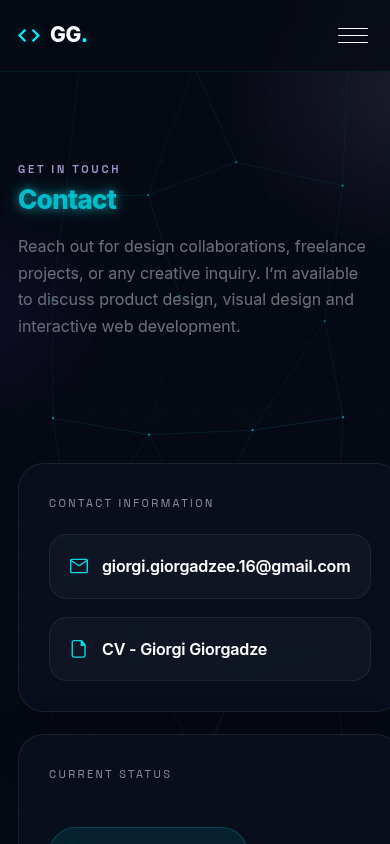 GG.
GET IN TOUCH
Contact
Reach out for design collaborations, freelance
projects, or any creative inquiry. I’m available
to discuss product design, visual design and
interactive web development.
CONTACT INFORMATION
giorgi.giorgadzee.16@gmail.com
CV - Giorgi Giorgadze
CURRENT STATUS